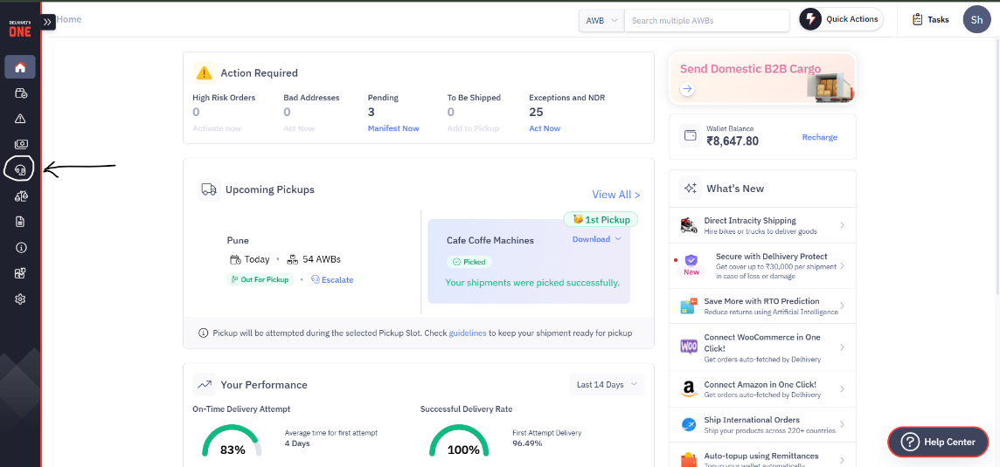 DELHIVERY
ONE
Home
AWB
Search multiple AWBs
Quick Actions
Tasks
Sh
Action Required
High Risk Orders
0
Activate now
Bad Addresses
0
Act Now
Pending
3
Manifest Now
To Be Shipped
0
Add to Pickup
Exceptions and NDR
25
Act Now
Upcoming Pickups
View All >
Pune
Today
54 AWBs
Out For Pickup
Escalate
1st Pickup
Cafe Coffe Machines
Download
Picked
Your shipments were picked successfully.
Pickup will be attempted during the selected Pickup Slot. Check guidelines to keep your shipment ready for pickup
Your Performance
Last 14 Days
On-Time Delivery Attempt
83%
Average time for first attempt
4 Days
Successful Delivery Rate
100%
First Attempt Delivery
96.49%
Send Domestic B2B Cargo
Wallet Balance
₹8,647.80
Recharge
What's New
Direct Intracity Shipping
Hire bikes or trucks to deliver goods
New
Secure with Delhivery Protect
Get cover up to ₹30,000 per shipment
in case of loss or damage
Save More with RTO Prediction
Reduce returns using Artificial Intelligence
WOO
Connect WooCommerce in One
Click!
Get orders auto-fetched by Delhivery
a
Connect Amazon in One Click!
Get orders auto-fetched by Delhivery
Ship International Orders
Ship your products across 220+ countries
Auto-topup using Remittances
Topup your wallet automatically
Help Center